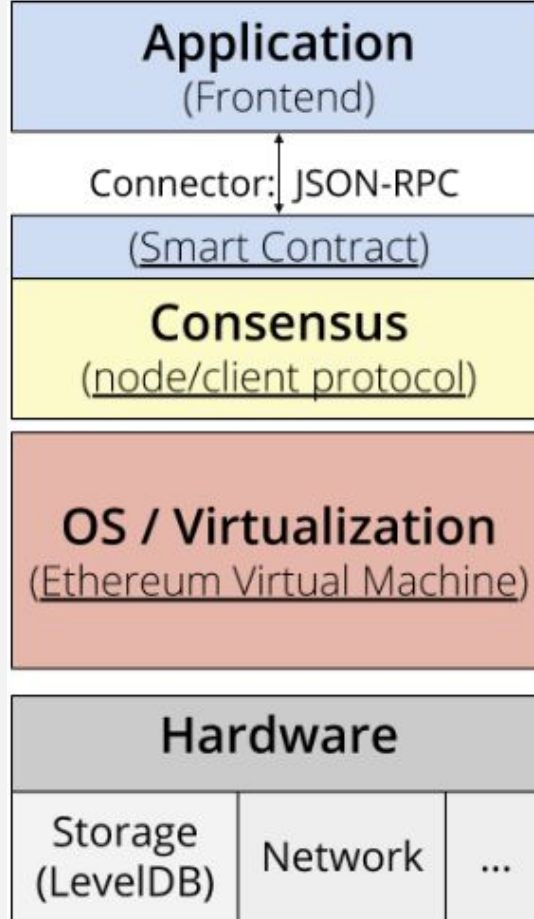 Application
(Frontend)
Connector: JSON-RPC
(Smart Contract)
Consensus
(node/client protocol)
OS / Virtualization
(Ethereum Virtual Machine)
Hardware
Storage
(LevelDB)
Network
...